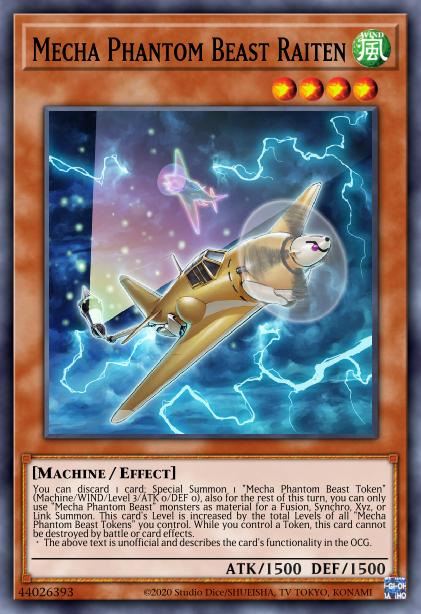 MECHA PHANTOM BEAST RAITEN
WIND
風
[MACHINE / EFFECT]
You can discard 1 card; Special Summon 1 "Mecha Phantom Beast Token"
(Machine/WIND/Level 3/ATK 0/DEF 0), also for the rest of this turn, you can only
use "Mecha Phantom Beast" monsters as material for a Fusion, Synchro, Xyz, or
Link Summon. This card's Level is increased by the total Levels of all "Mecha
Phantom Beast Tokens" you control. While you control a Token, this card cannot
be destroyed by battle or card effects.
· The above text is unofficial and describes the card's functionality in the OCG.
ATK/1500 DEF/1500
44026393
©2020 Studio Dice/SHUEISHA, TV TOKYO, KONAMI